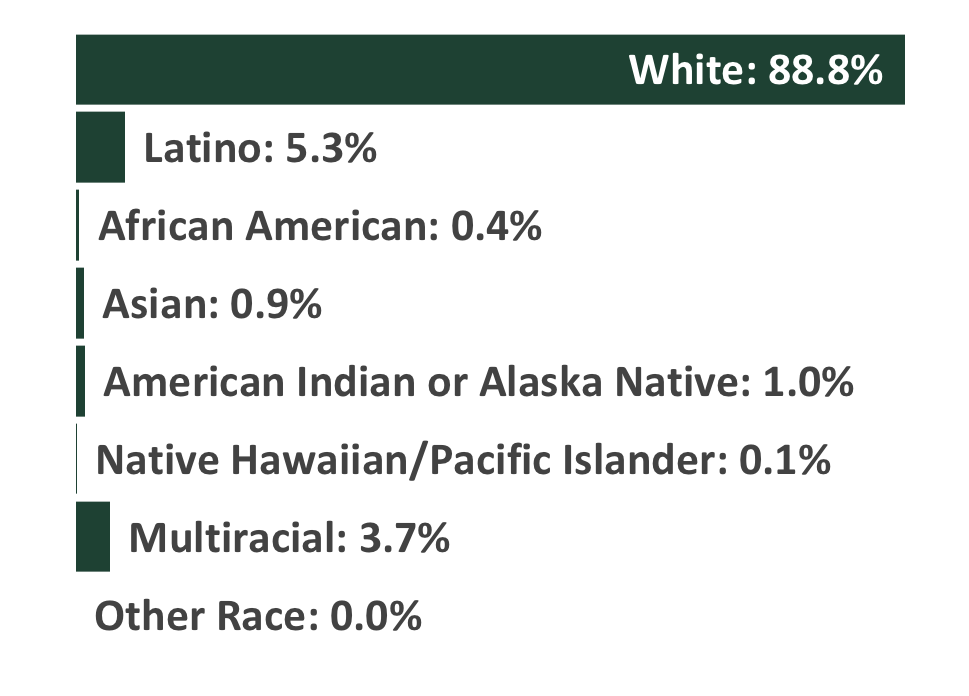 White: 88.8%
Latino: 5.3%
African American: 0.4%
Asian: 0.9%
American Indian or Alaska Native: 1.0%
Native Hawaiian/Pacific Islander: 0.1%
Multiracial: 3.7%
Other Race: 0.0%